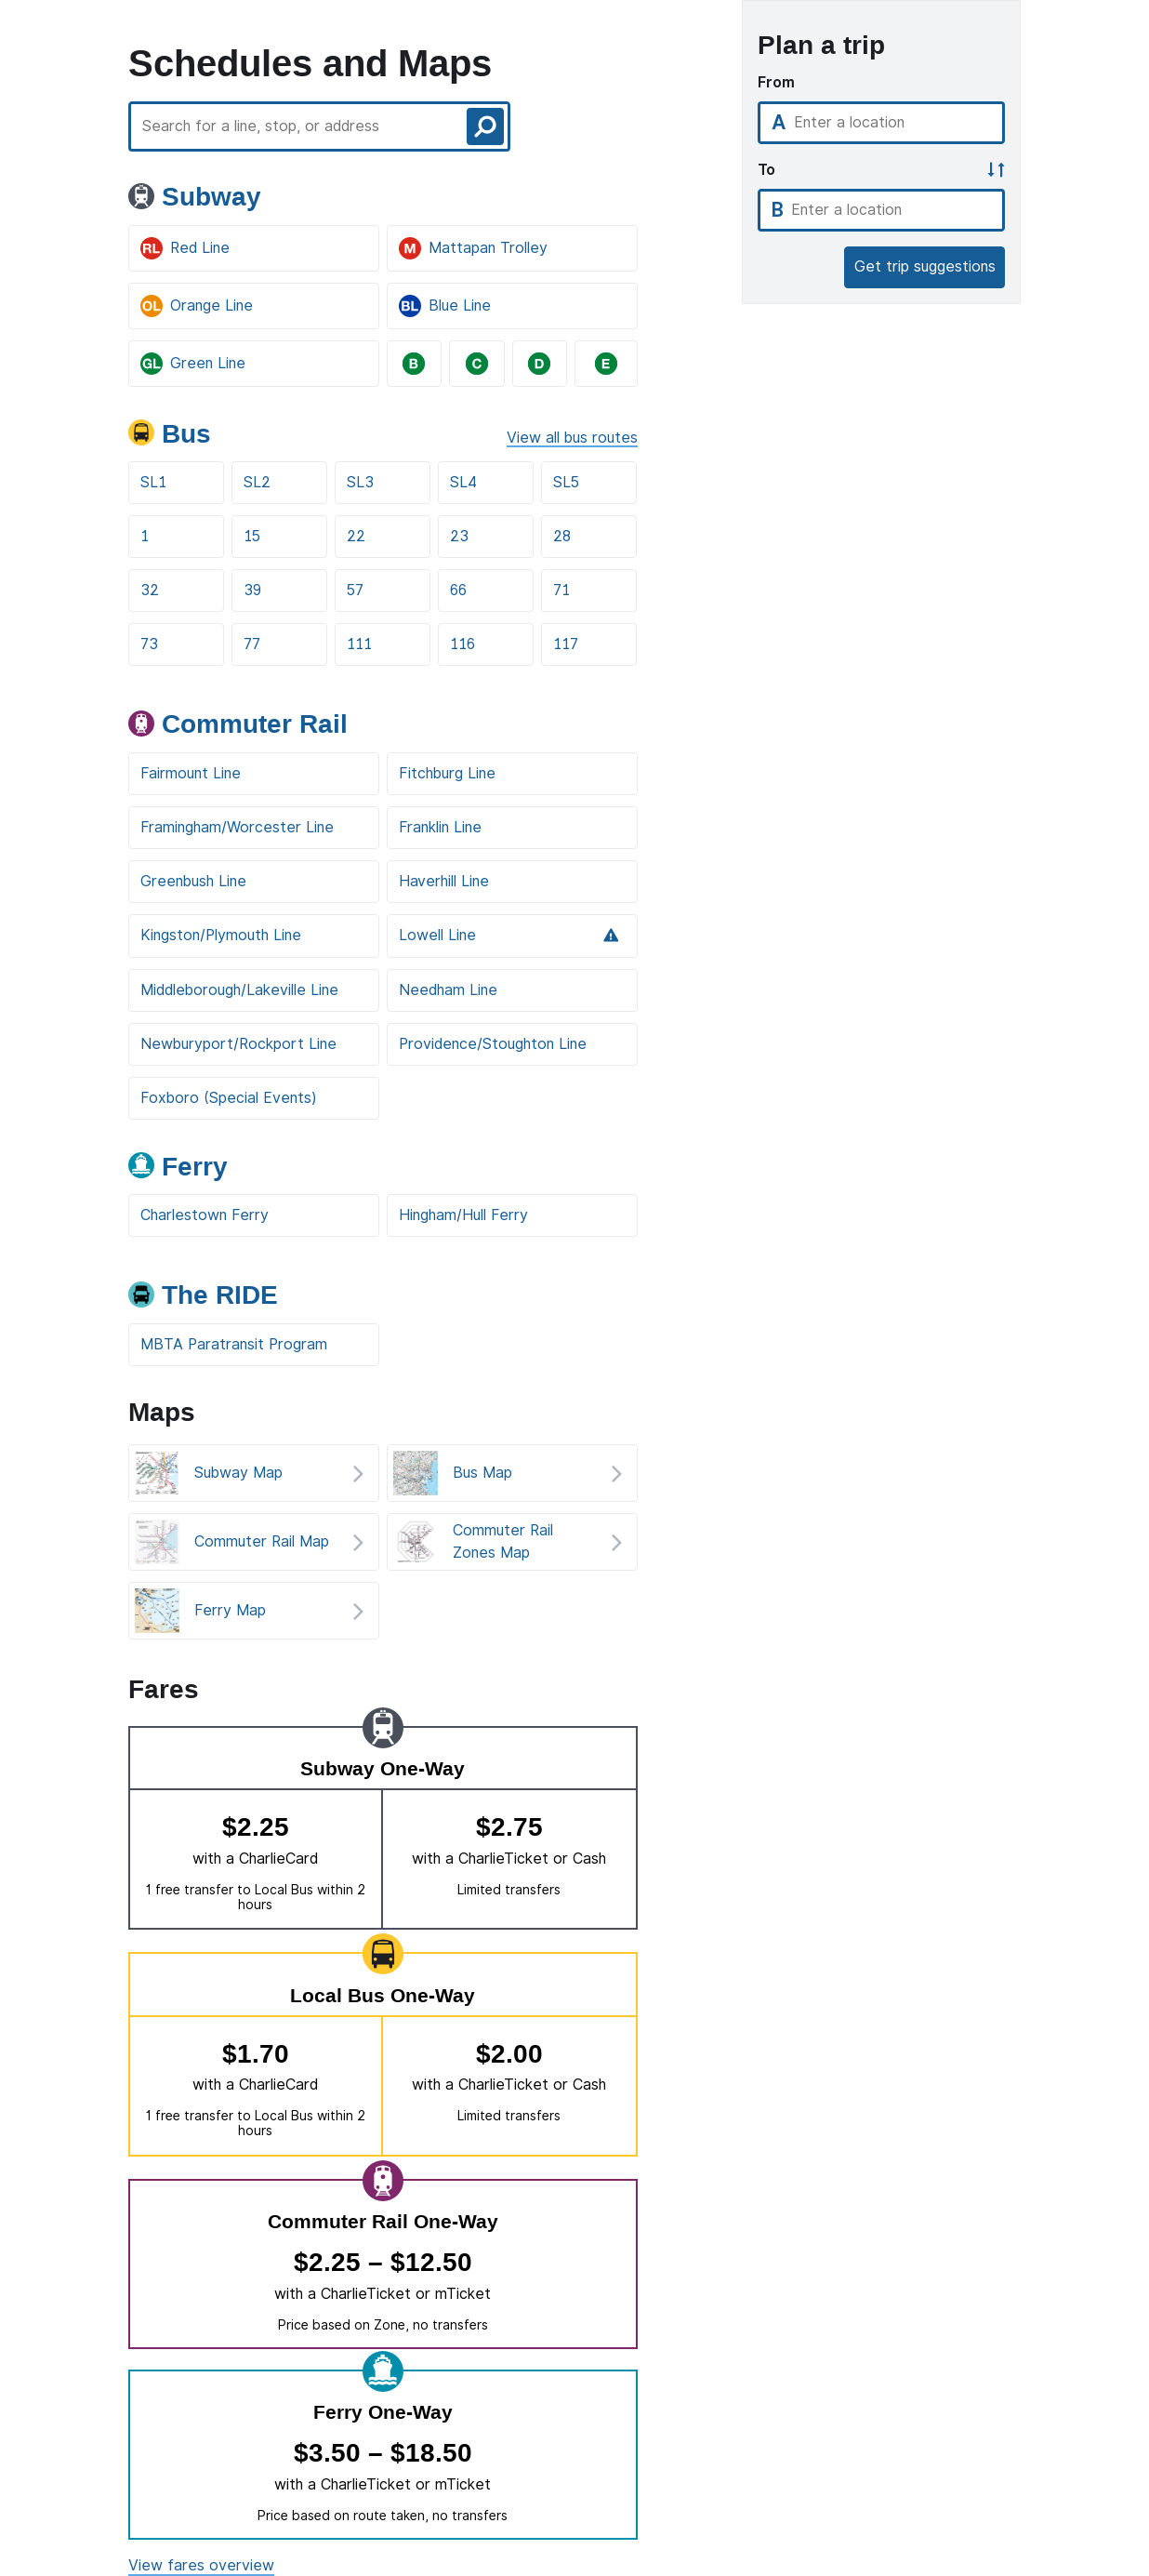 Schedules and Maps
Search for a line, stop, or address
Subway
RL Red Line
M Mattapan Trolley
OL Orange Line
BL Blue Line
GL Green Line
B C D E
Bus
View all bus routes
SL1 SL2 SL3 SL4 SL5
1 15 22 23 28
32 39 57 66 71
73 77 111 116 117
Commuter Rail
Fairmount Line
Fitchburg Line
Framingham/Worcester Line
Franklin Line
Greenbush Line
Haverhill Line
Kingston/Plymouth Line
Lowell Line
Middleborough/Lakeville Line
Needham Line
Newburyport/Rockport Line
Providence/Stoughton Line
Foxboro (Special Events)
Ferry
Charlestown Ferry
Hingham/Hull Ferry
The RIDE
MBTA Paratransit Program
Maps
Subway Map
Bus Map
Commuter Rail Map
Commuter Rail
Zones Map
Ferry Map
Fares
Subway One-Way
$2.25
with a CharlieCard
1 free transfer to Local Bus within 2
hours
$2.75
with a CharlieTicket or Cash
Limited transfers
Local Bus One-Way
$1.70
with a CharlieCard
1 free transfer to Local Bus within 2
hours
$2.00
with a CharlieTicket or Cash
Limited transfers
Commuter Rail One-Way
$2.25 – $12.50
with a CharlieTicket or mTicket
Price based on Zone, no transfers
Ferry One-Way
$3.50 – $18.50
with a CharlieTicket or mTicket
Price based on route taken, no transfers
View fares overview
Plan a trip
From
A Enter a location
To
B Enter a location
Get trip suggestions